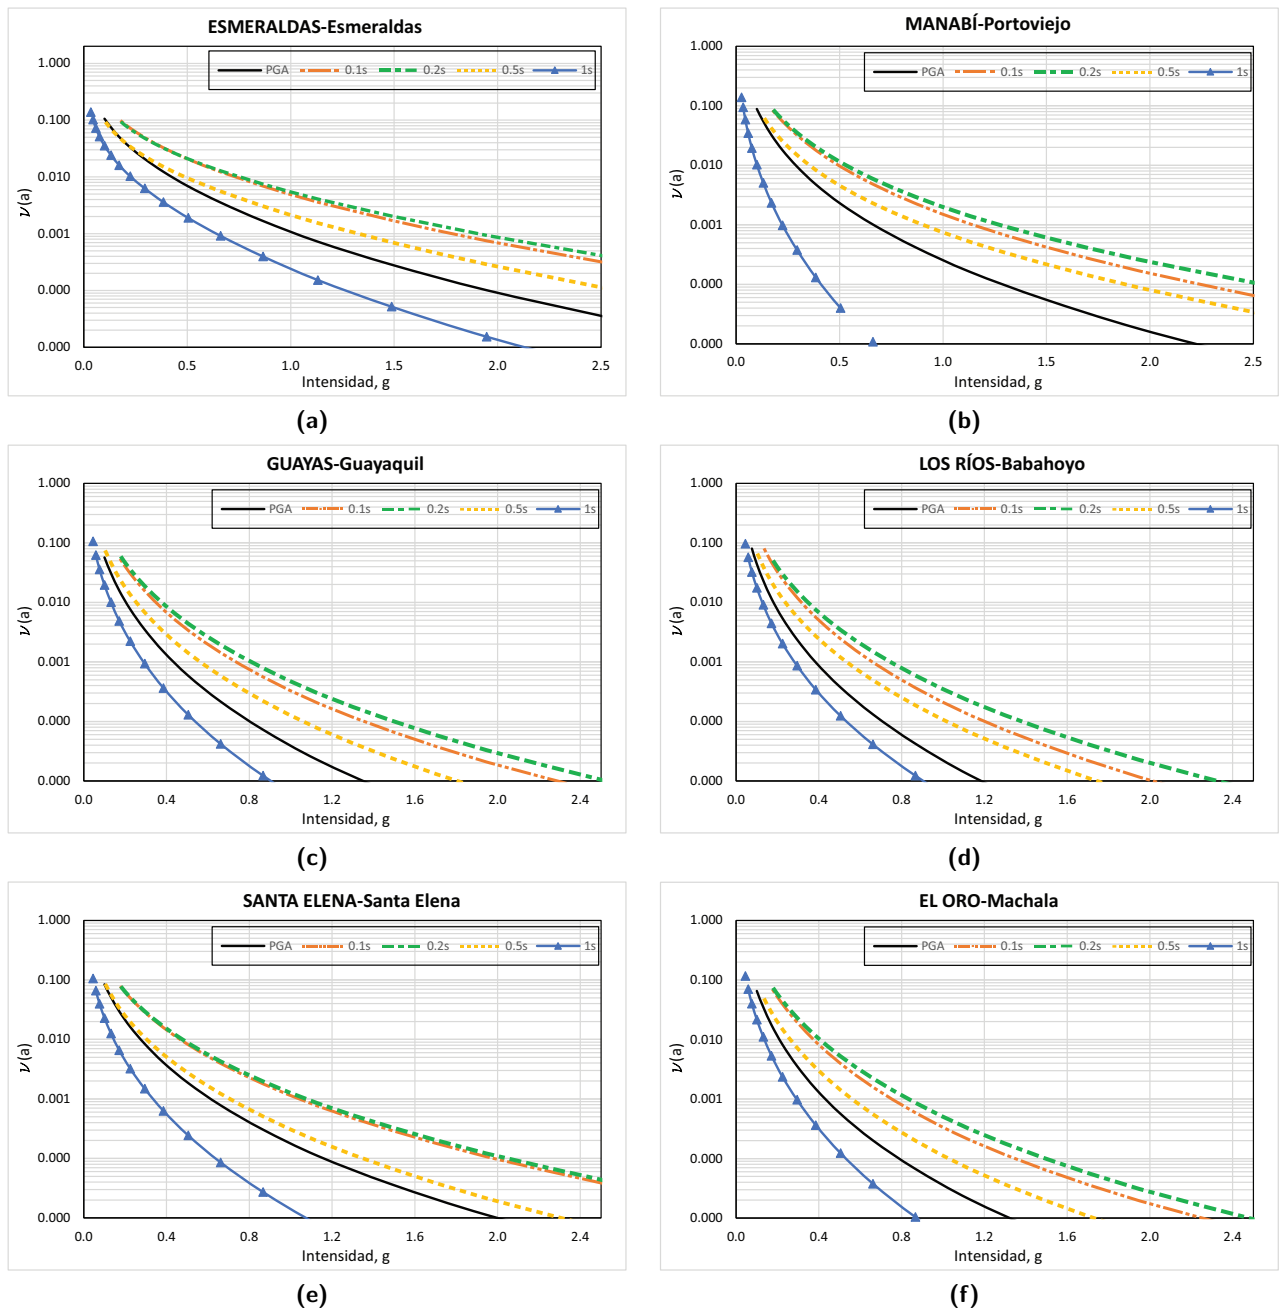 ESMERALDAS-Esmeraldas
1.000
0.100
0.010
0.001
0.000
0.000
ν(a)
PGA 0.1s 0.2s 0.5s 1s
0.0 0.5 1.0 1.5 2.0 2.5
Intensidad, g
(a)
MANABÍ-Portoviejo
1.000
0.100
0.010
0.001
0.000
0.000
ν(a)
PGA 0.1s 0.2s 0.5s 1s
0.0 0.5 1.0 1.5 2.0 2.5
Intensidad, g
(b)
GUAYAS-Guayaquil
1.000
0.100
0.010
0.001
0.000
0.000
ν(a)
PGA 0.1s 0.2s 0.5s 1s
0.0 0.4 0.8 1.2 1.6 2.0 2.4
Intensidad, g
(c)
LOS RÍOS-Babahoyo
1.000
0.100
0.010
0.001
0.000
0.000
ν(a)
PGA 0.1s 0.2s 0.5s 1s
0.0 0.4 0.8 1.2 1.6 2.0 2.4
Intensidad, g
(d)
SANTA ELENA-Santa Elena
1.000
0.100
0.010
0.001
0.000
0.000
ν(a)
PGA 0.1s 0.2s 0.5s 1s
0.0 0.4 0.8 1.2 1.6 2.0 2.4
Intensidad, g
(e)
EL ORO-Machala
1.000
0.100
0.010
0.001
0.000
0.000
ν(a)
PGA 0.1s 0.2s 0.5s 1s
0.0 0.4 0.8 1.2 1.6 2.0 2.4
Intensidad, g
(f)